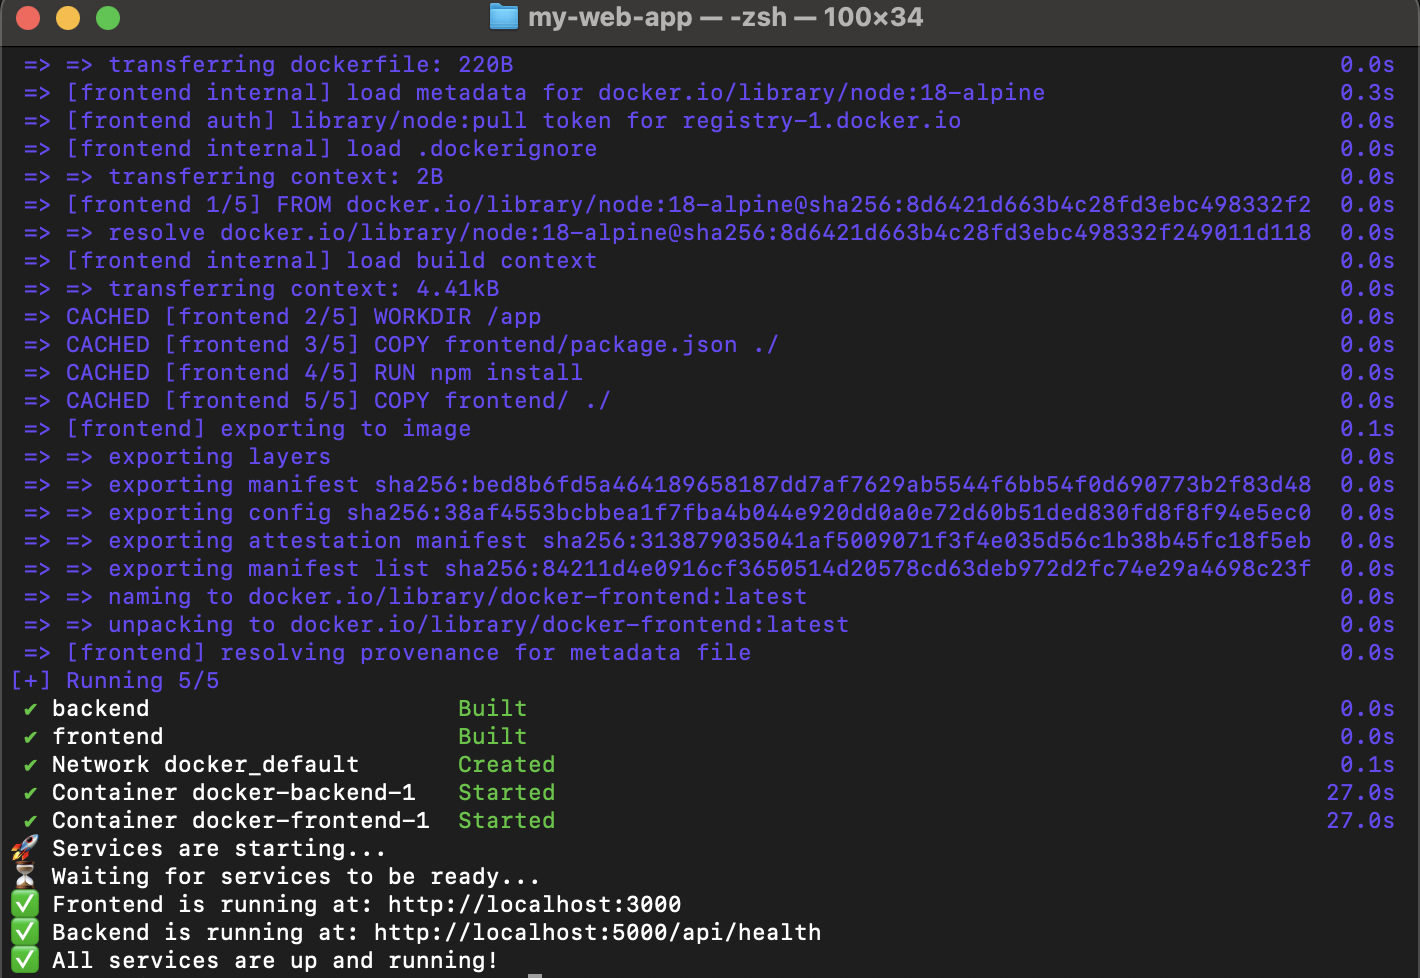 my-web-app — -zsh — 100×34
=> => transferring dockerfile: 220B 0.0s
=> [frontend internal] load metadata for docker.io/library/node:18-alpine 0.3s
=> [frontend auth] library/node:pull token for registry-1.docker.io 0.0s
=> [frontend internal] load .dockerignore 0.0s
=> => transferring context: 2B 0.0s
=> [frontend 1/5] FROM docker.io/library/node:18-alpine@sha256:8d6421d663b4c28fd3ebc498332f2 0.0s
=> => resolve docker.io/library/node:18-alpine@sha256:8d6421d663b4c28fd3ebc498332f249011d118 0.0s
=> [frontend internal] load build context 0.0s
=> => transferring context: 4.41kB 0.0s
=> CACHED [frontend 2/5] WORKDIR /app 0.0s
=> CACHED [frontend 3/5] COPY frontend/package.json ./ 0.0s
=> CACHED [frontend 4/5] RUN npm install 0.0s
=> CACHED [frontend 5/5] COPY frontend/ ./ 0.0s
=> [frontend] exporting to image 0.1s
=> => exporting layers 0.0s
=> => exporting manifest sha256:bed8b6fd5a464189658187dd7af7629ab5544f6bb54f0d690773b2f83d48 0.0s
=> => exporting config sha256:38af4553bcbbea1f7fba4b044e920dd0a0e72d60b51ded830fd8f8f94e5ec0 0.0s
=> => exporting attestation manifest sha256:313879035041af5009071f3f4e035d56c1b38b45fc18f5eb 0.0s
=> => exporting manifest list sha256:84211d4e0916cf3650514d20578cd63deb972d2fc74e29a4698c23f 0.0s
=> => naming to docker.io/library/docker-frontend:latest 0.0s
=> => unpacking to docker.io/library/docker-frontend:latest 0.0s
=> [frontend] resolving provenance for metadata file 0.0s
[+] Running 5/5
✔ backend Built 0.0s
✔ frontend Built 0.0s
✔ Network docker_default Created 0.1s
✔ Container docker-backend-1 Started 27.0s
✔ Container docker-frontend-1 Started 27.0s
🚀 Services are starting...
⏳ Waiting for services to be ready...
✅ Frontend is running at: http://localhost:3000
✅ Backend is running at: http://localhost:5000/api/health
✅ All services are up and running!